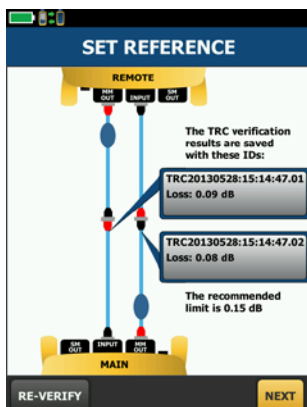 SET REFERENCE
REMOTE
MM OUT
INPUT
SM OUT
The TRC verification
results are saved
with these IDs:
TRC20130528:15:14:47.01
Loss: 0.09 dB
TRC20130528:15:14:47.02
Loss: 0.08 dB
The recommended
limit is 0.15 dB
SM OUT
INPUT
MM OUT
MAIN
RE-VERIFY
NEXT